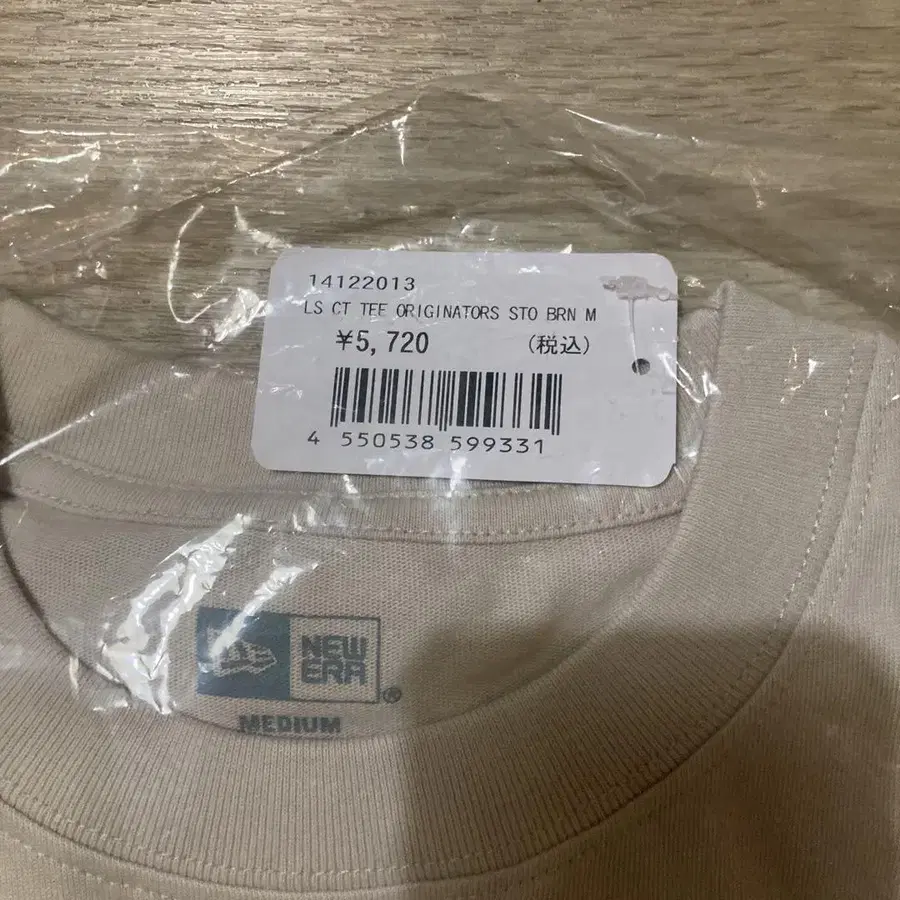 14122013
LS CT TEE ORIGINATORS STO BRN M
¥5,720 (税込)
4 550538 599331
NEW
ERA
®
MEDIUM